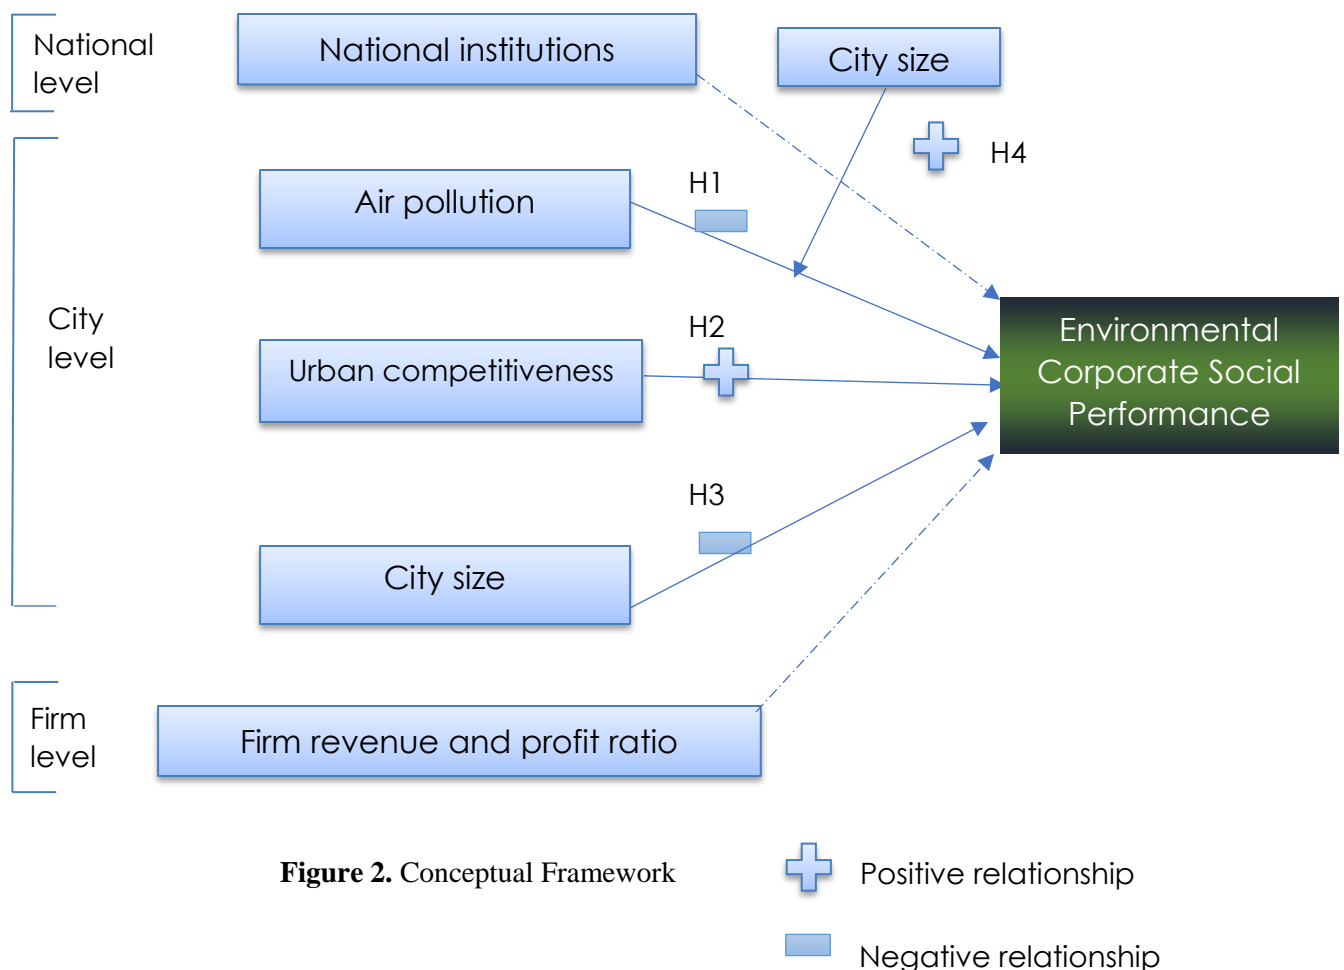 National
level
National institutions
City size
H4
H1
Air pollution
City
level
H2
Urban competitiveness
Environmental
Corporate Social
Performance
H3
City size
Firm
level
Firm revenue and profit ratio
Figure 2. Conceptual Framework
Positive relationship
Negative relationship